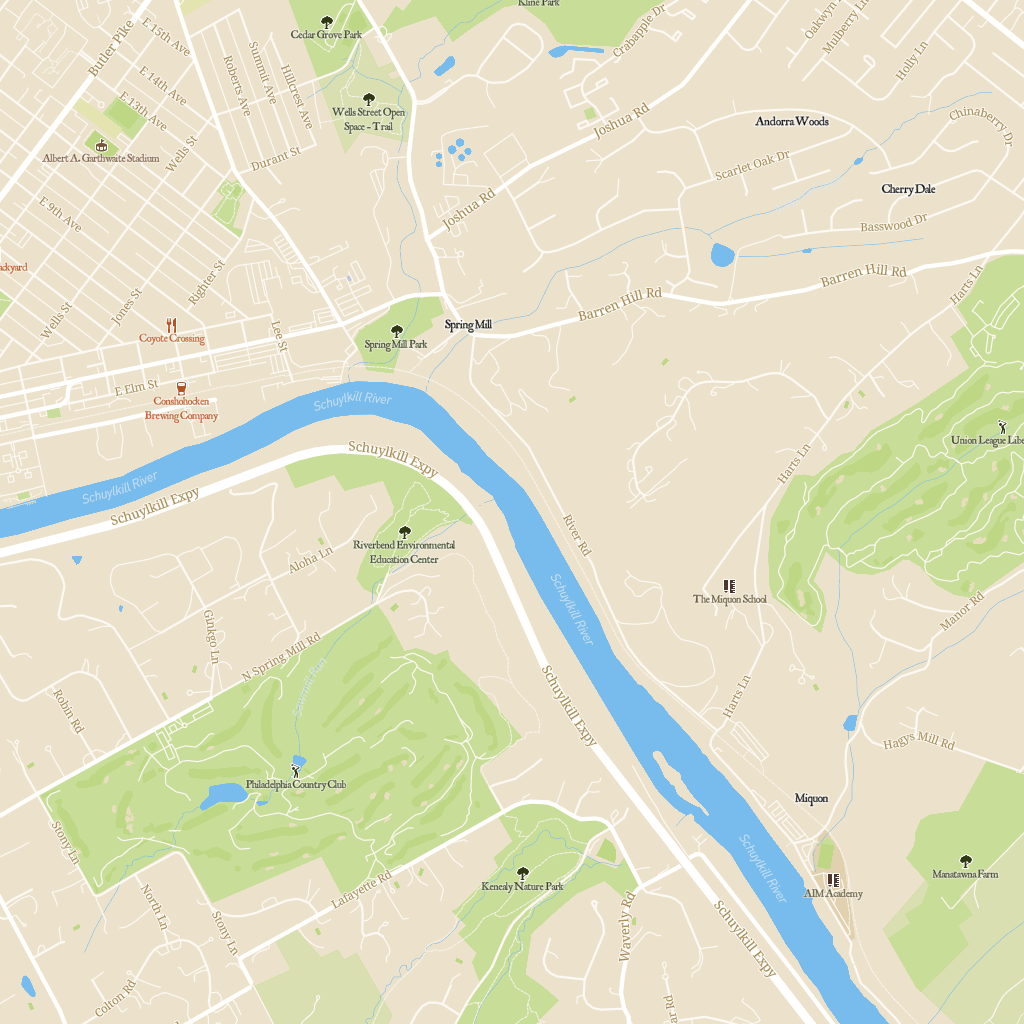 Kline Park
Cedar Grove Park
Butler Pike
E 15th Ave
Crabapple Dr
Mulberry Ln
Holly Ln
Summit Ave
Roberts Ave
Hillcrest Ave
E 14th Ave
E 13th Ave
Wells Street Open
Space - Trail
Joshua Rd
Andorra Woods
Chinaberry Dr
Albert A. Garthwaite Stadium
Wells St
Durant St
Scarlet Oak Dr
Cherry Dale
E 9th Ave
Joshua Rd
Basswood Dr
Barren Hill Rd
Righter St
Harts Ln
Jones St
Wells St
Barren Hill Rd
Spring Mill
Coyote Crossing
Lee St
Spring Mill Park
E Elm St
Conshohocken
Brewing Company
Schuylkill River
Union League Libe
Schuylkill Expy
Harts Ln
Schuylkill River
Schuylkill Expy
River Rd
Riverbend Environmental
Education Center
Aloha Ln
The Miquon School
Schuylkill River
Manor Rd
Ginkgo Ln
N Spring Mill Rd
Harts Ln
Robin Rd
Schuylkill Expy
Hagys Mill Rd
Philadelphia Country Club
Miquon
Stony Ln
Schuylkill River
Manatawna Farm
Kenealy Nature Park
AIM Academy
Lafayette Rd
North Ln
Stony Ln
Waverly Rd
Schuylkill Expy
Colton Rd
ar Rd